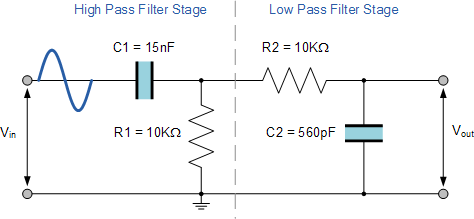 High Pass Filter Stage
Low Pass Filter Stage
C1 = 15nF
R2 = 10KΩ
Vin
R1 = 10KΩ
C2 = 560pF
Vout